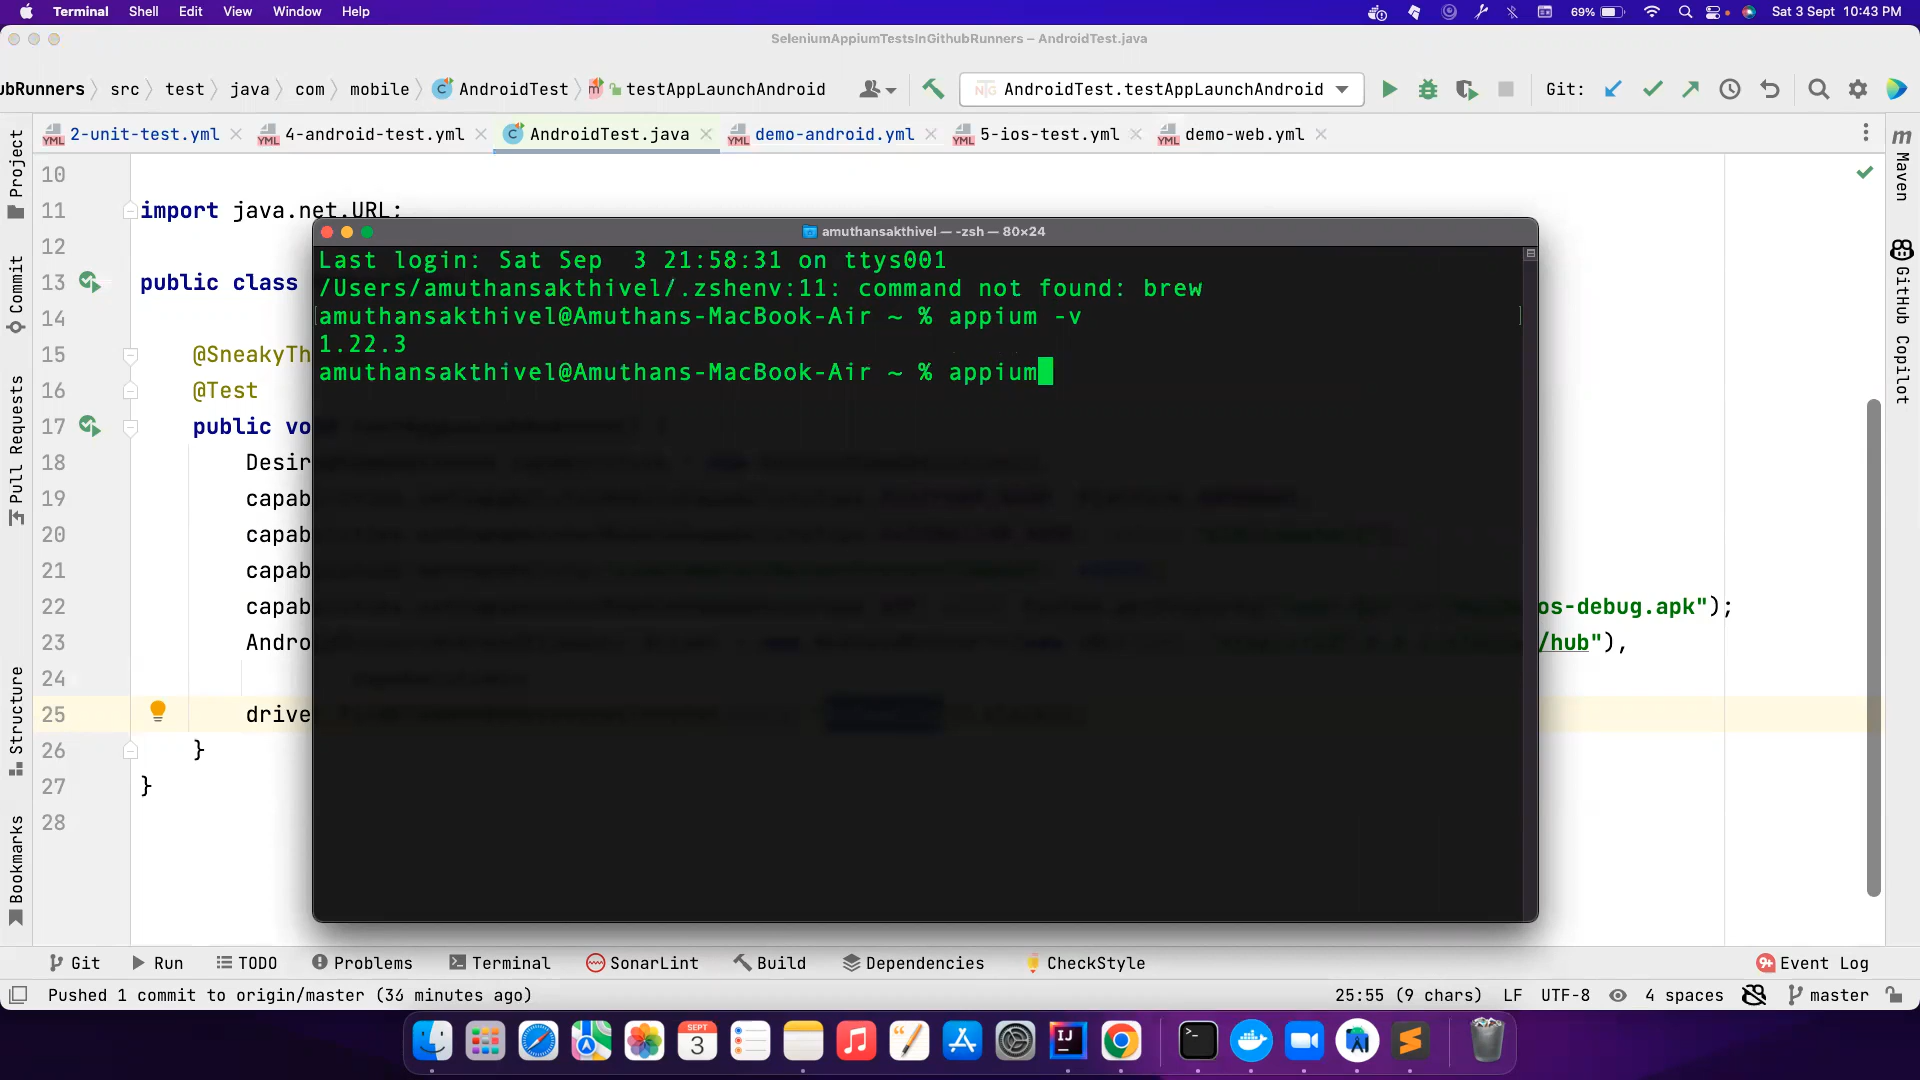 Terminal Shell Edit View Window Help 69% Sat 3 Sept 10:43 PM
SeleniumAppiumTestsInGithubRunners – AndroidTest.java
ubRunners src test java com mobile AndroidTest testAppLaunchAndroid AndroidTest.testAppLaunchAndroid Git:
2-unit-test.yml 4-android-test.yml AndroidTest.java demo-android.yml 5-ios-test.yml demo-web.yml
Project
Commit
Pull Requests
Structure
Bookmarks
Maven
GitHub Copilot
10
11 import java.net.URL;
12
13 public class
14
15 @SneakyTh
16 @Test
17 public vo
18 Desir
19 capab
20 capab
21 capab
22 capab os-debug.apk");
23 Andro /hub"),
24
25 drive
26 }
27 }
28
amuthansakthivel — -zsh — 80×24
Last login: Sat Sep  3 21:58:31 on ttys001
/Users/amuthansakthivel/.zshenv:11: command not found: brew
amuthansakthivel@Amuthans-MacBook-Air ~ % appium -v
1.22.3
amuthansakthivel@Amuthans-MacBook-Air ~ % appium
Git Run TODO Problems Terminal SonarLint Build Dependencies CheckStyle 9+ Event Log
Pushed 1 commit to origin/master (36 minutes ago) 25:55 (9 chars) LF UTF-8 4 spaces master
SEPT
3